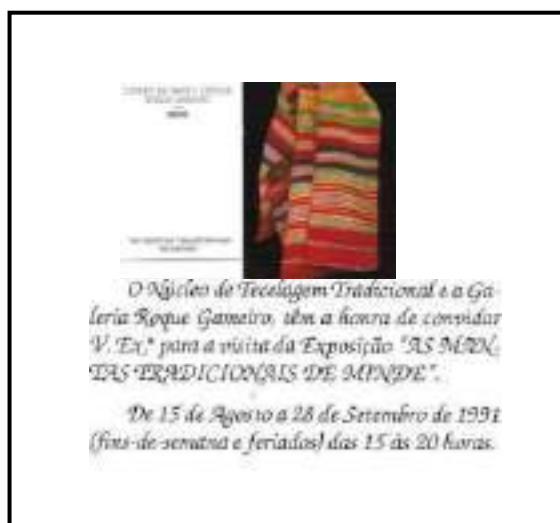 O Núcleo de Tecelagem Tradicional e a Ga-
leria Roque Gameiro, têm a honra de convidar
V. Ex.ª para a visita da Exposição "AS MAN-
TAS TRADICIONAIS DE MINDE".
De 15 de Agosto a 28 de Setembro de 1991
(fins-de-semana e feriados) das 15 às 20 horas.